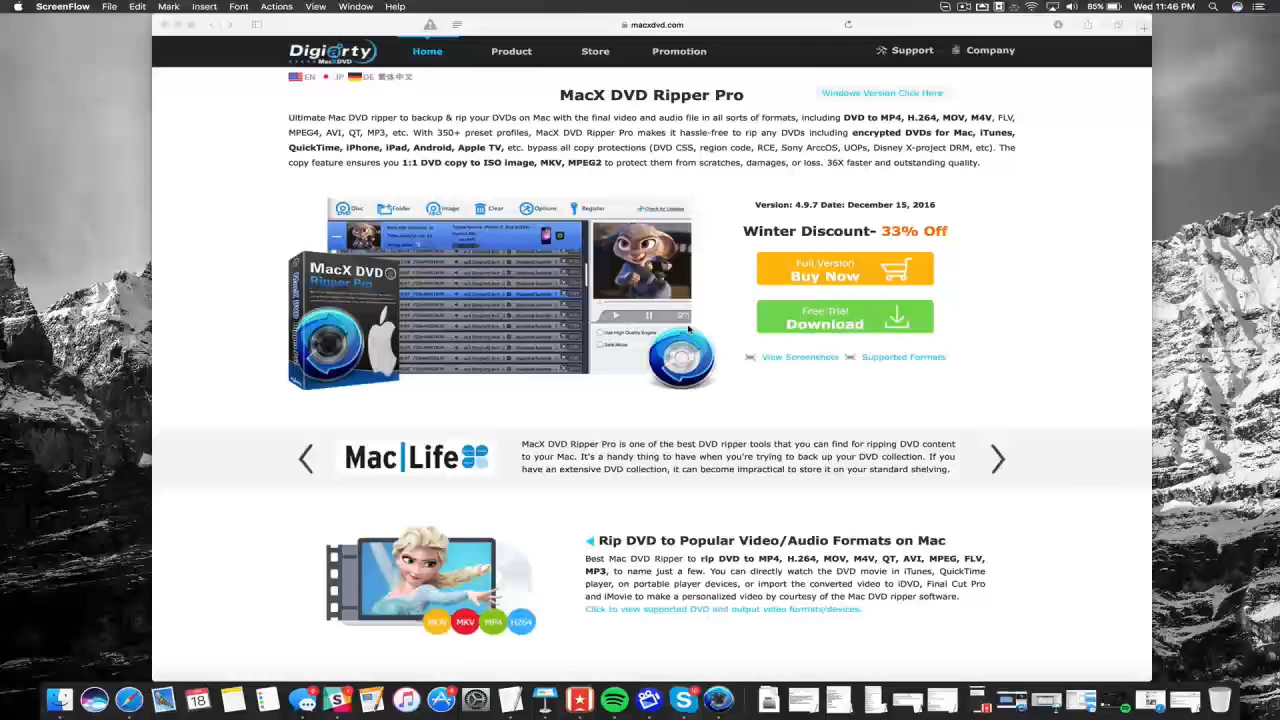 ScreenFlow File Edit Mark Actions Insert Font Arrange View Window Help 85% Wed 11:46 PM
macxdvd.com
Digiarty Home Product Store Promotion Support Company
MacXDVD
EN JP DE 繁体中文
MacX DVD Ripper Pro Windows Version Click Here
Ultimate Mac DVD ripper to backup & rip your DVDs on Mac with the final video and audio file in all sorts of formats, including DVD to MP4, H.264, MOV, M4V, FLV,
MPEG4, AVI, QT, MP3, etc. With 350+ preset profiles, MacX DVD Ripper Pro makes it hassle-free to rip any DVDs including encrypted DVDs for Mac, iTunes,
QuickTime, iPhone, iPad, Android, Apple TV, etc. bypass all copy protections (DVD CSS, region code, RCE, Sony ArccOS, UOPs, Disney X-project DRM, etc). The
copy feature ensures you 1:1 DVD copy to ISO image, MKV, MPEG2 to protect them from scratches, damages, or loss. 36X faster and outstanding quality.
Disc Folder Image Clear Options Register Check for Updates
Version: 4.9.7 Date: December 15, 2016
Winter Discount- 33% Off
Full Version
Buy Now
MacX DVD
Ripper Pro
Free Trial
Download
Use High Quality Engine
Safe Mode
View Screenshots Supported Formats
Mac|Life
MacX DVD Ripper Pro is one of the best DVD ripper tools that you can find for ripping DVD content
to your Mac. It's a handy thing to have when you're trying to back up your DVD collection. If you
have an extensive DVD collection, it can become impractical to store it on your standard shelving.
Rip DVD to Popular Video/Audio Formats on Mac
Best Mac DVD Ripper to rip DVD to MP4, H.264, MOV, M4V, QT, AVI, MPEG, FLV,
MP3, to name just a few. You can directly watch the DVD movie in iTunes, QuickTime
player, on portable player devices, or import the converted video to iDVD, Final Cut Pro
and iMovie to make a personalized video by courtesy of the Mac DVD ripper software.
Click to view supported DVD and output video formats/devices.
MOV MKV MP4 H264
18